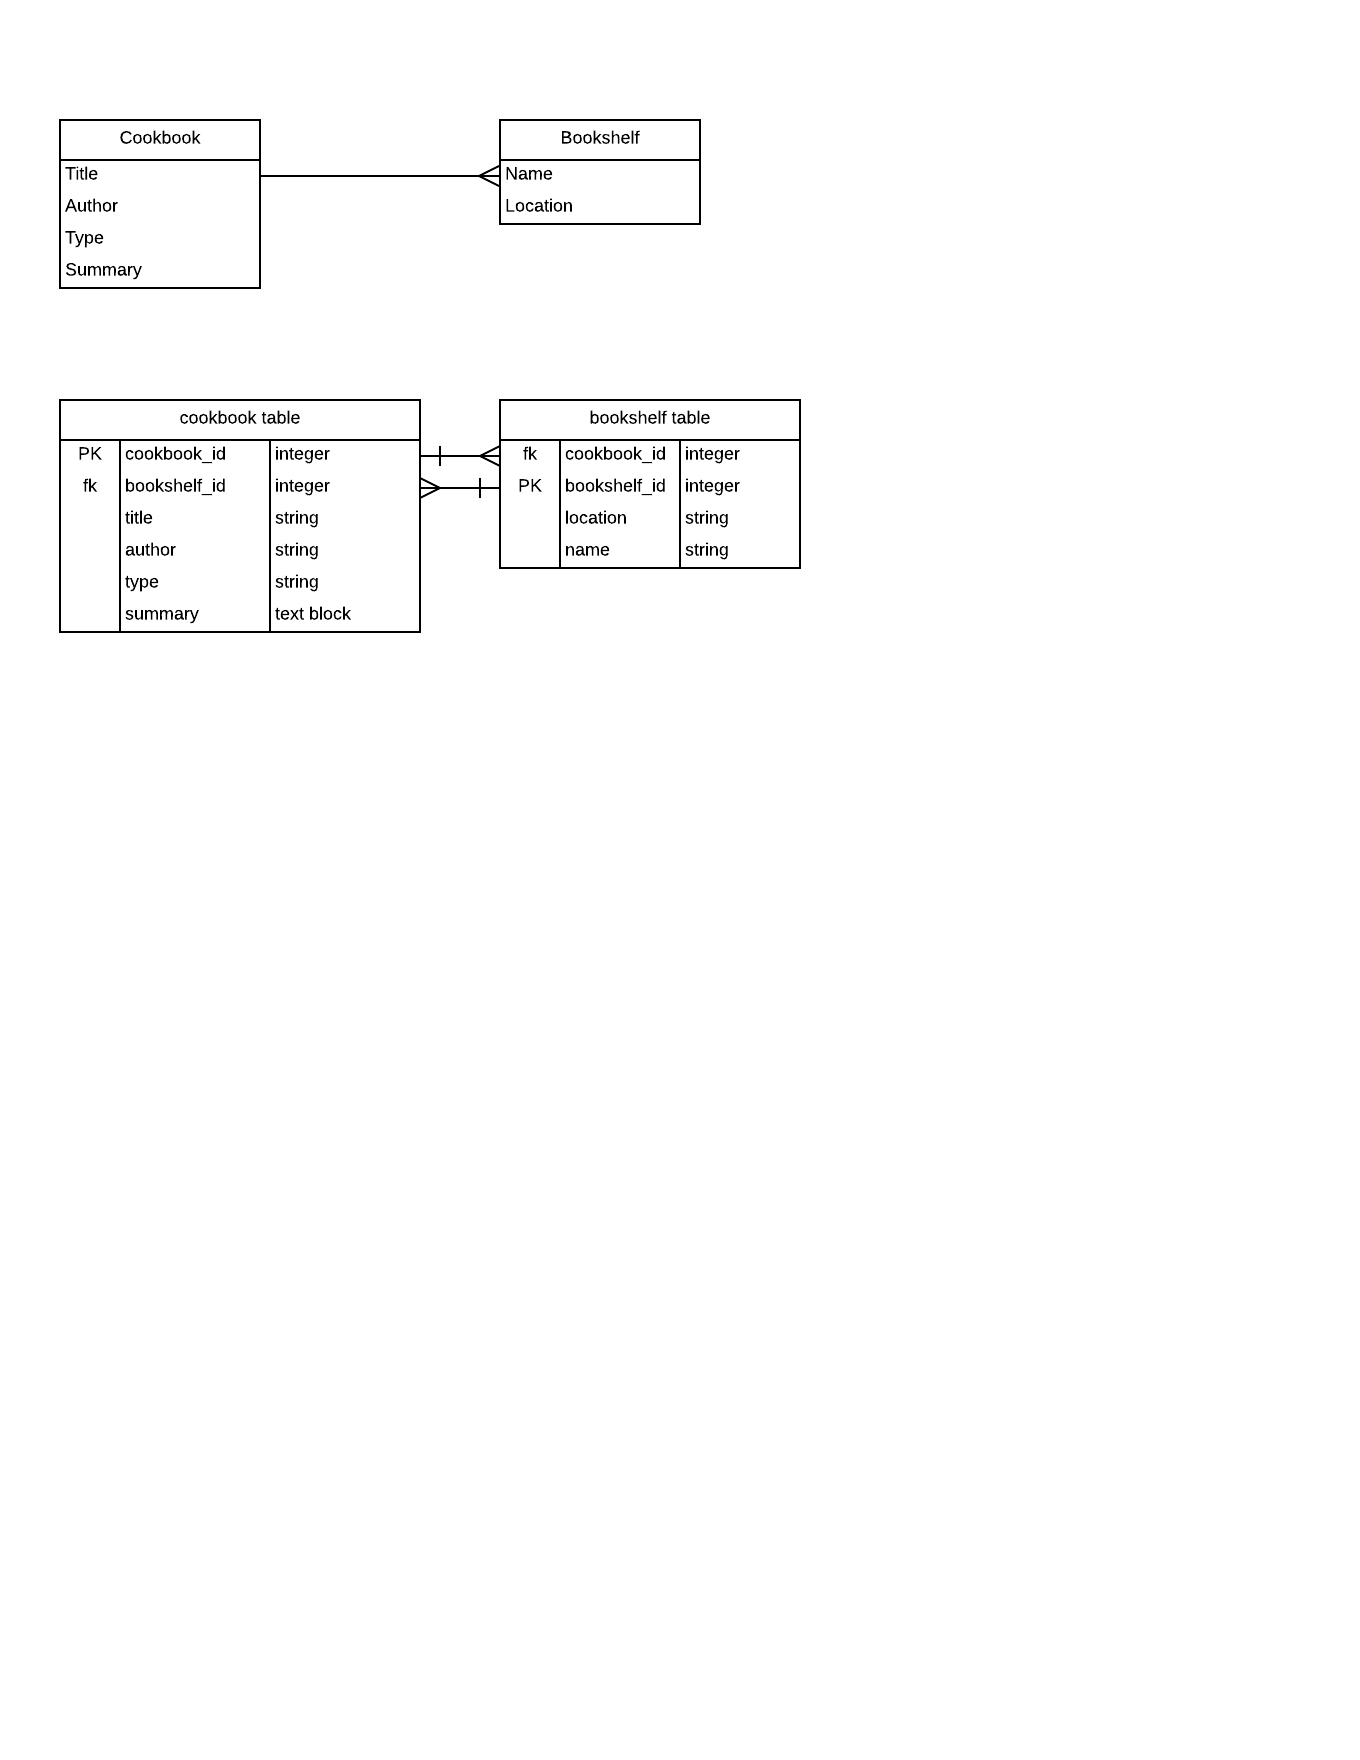 Cookbook
Title
Author
Type
Summary
Bookshelf
Name
Location
cookbook table
PK cookbook_id integer
fk bookshelf_id integer
title string
author string
type string
summary text block
bookshelf table
fk cookbook_id integer
PK bookshelf_id integer
location string
name string